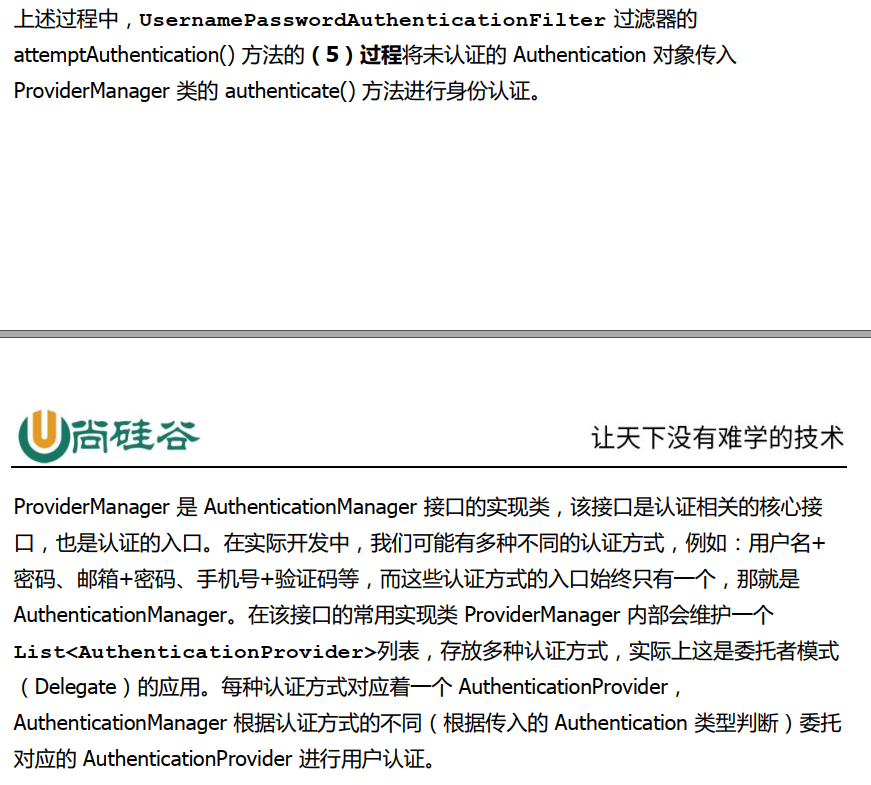 上述过程中，UsernamePasswordAuthenticationFilter 过滤器的
attemptAuthentication() 方法的（5）过程将未认证的 Authentication 对象传入
ProviderManager 类的 authenticate() 方法进行身份认证。
尚硅谷
让天下没有难学的技术
ProviderManager 是 AuthenticationManager 接口的实现类，该接口是认证相关的核心接
口，也是认证的入口。在实际开发中，我们可能有多种不同的认证方式，例如：用户名+
密码、邮箱+密码、手机号+验证码等，而这些认证方式的入口始终只有一个，那就是
AuthenticationManager。在该接口的常用实现类 ProviderManager 内部会维护一个
List<AuthenticationProvider>列表，存放多种认证方式，实际上这是委托者模式
（Delegate）的应用。每种认证方式对应着一个 AuthenticationProvider，
AuthenticationManager 根据认证方式的不同（根据传入的 Authentication 类型判断）委托
对应的 AuthenticationProvider 进行用户认证。